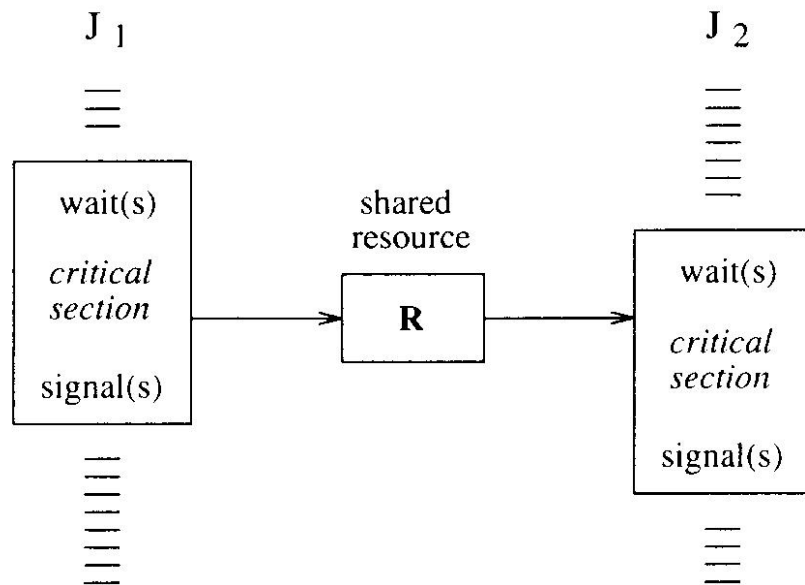 J 1
J 2
wait(s)
critical
section
signal(s)
shared
resource
R
wait(s)
critical
section
signal(s)